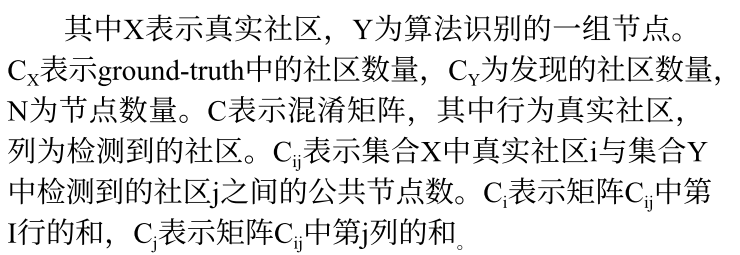 其中X表示真实社区，Y为算法识别的一组节点。
C_X表示ground-truth中的社区数量，C_Y为发现的社区数量，
N为节点数量。C表示混淆矩阵，其中行为真实社区，
列为检测到的社区。C_ij表示集合X中真实社区i与集合Y
中检测到的社区j之间的公共节点数。C_i表示矩阵C_ij中第
I行的和，C_j表示矩阵C_ij中第j列的和。